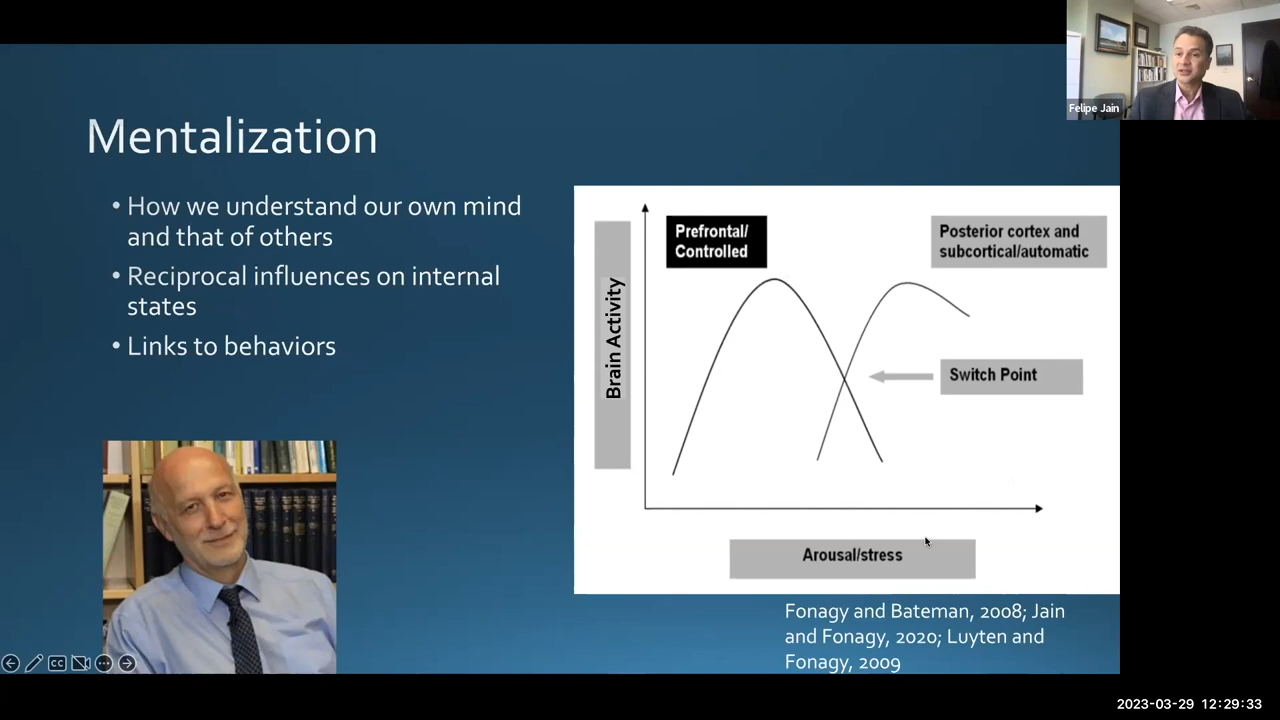 Felipe Jain
Mentalization
• How we understand our own mind
and that of others
• Reciprocal influences on internal
states
• Links to behaviors
Brain Activity
Prefrontal/
Controlled
Posterior cortex and
subcortical/automatic
Switch Point
Arousal/stress
Fonagy and Bateman, 2008; Jain
and Fonagy, 2020; Luyten and
Fonagy, 2009
CC
2023-03-29 12:29:33